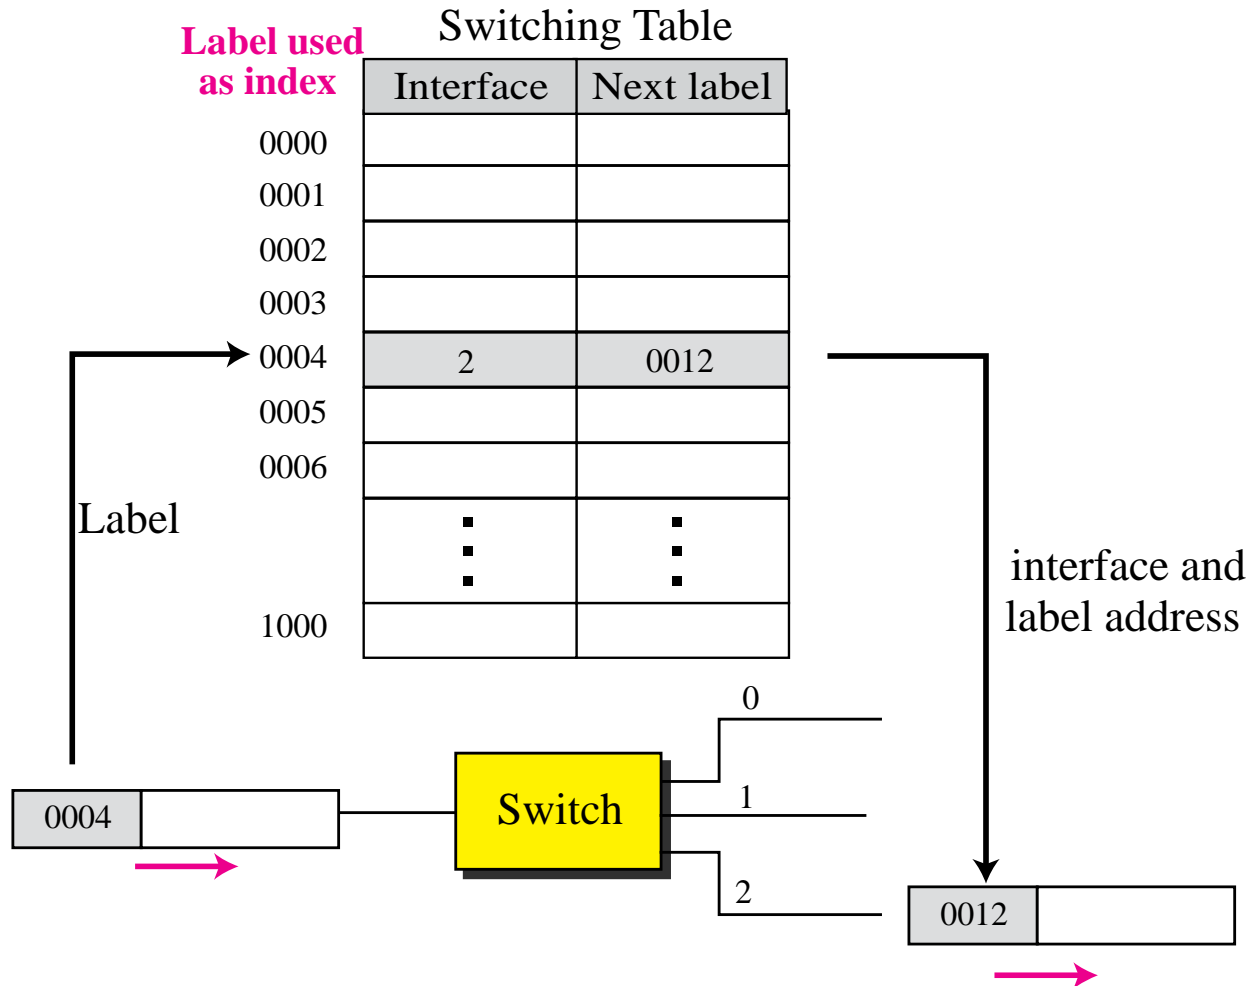 Switching Table
Label used
as index
Interface Next label
0000
0001
0002
0003
0004 2 0012
0005
0006
1000
Label
interface and
label address
0
1
2
0004
Switch
0012